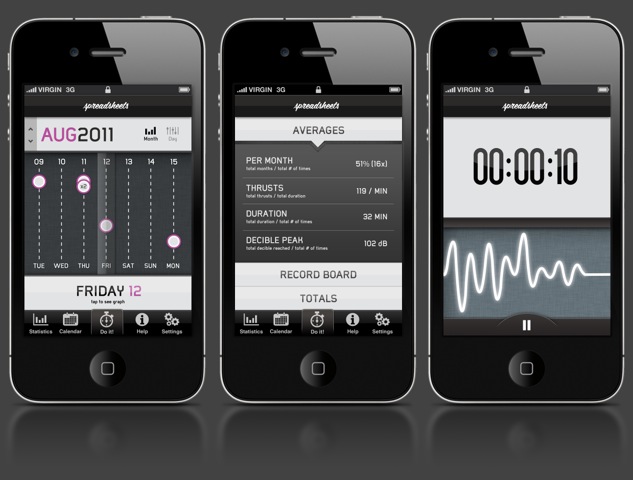 VIRGIN 3G
spreadsheets
AUG2011
Month
Day
09 10 11 12 13 14 15
x2
TUE WED THU FRI SAT SUN MON
FRIDAY 12
tap to see graph
Statistics Calendar Do it! Help Settings
VIRGIN 3G
spreadsheets
AVERAGES
PER MONTH 51% (16x)
total months / total # of times
THRUSTS 119 / MIN
total thrusts / total duration
DURATION 32 MIN
total duration / total # of times
DECIBLE PEAK 102 dB
total decible reached / total # of times
RECORD BOARD
TOTALS
Statistics Calendar Do it! Help Settings
VIRGIN 3G
spreadsheets
00:00:10